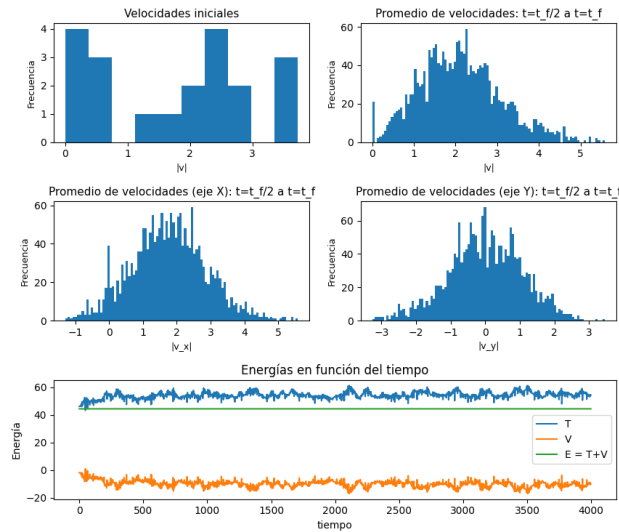 Velocidades iniciales
4
3
2
1
0
Frecuencia
0 1 2 3
|v|
Promedio de velocidades: t=t_f/2 a t=t_f
60
40
20
0
Frecuencia
0 1 2 3 4 5
|v|
Promedio de velocidades (eje X): t=t_f/2 a t=t_f
60
40
20
0
Frecuencia
−1 0 1 2 3 4 5
|v_x|
Promedio de velocidades (eje Y): t=t_f/2 a t=t_f
60
40
20
0
Frecuencia
−3 −2 −1 0 1 2 3
|v_y|
Energías en función del tiempo
60
40
20
0
−20
Energía
T
V
E = T+V
0 500 1000 1500 2000 2500 3000 3500 4000
tiempo